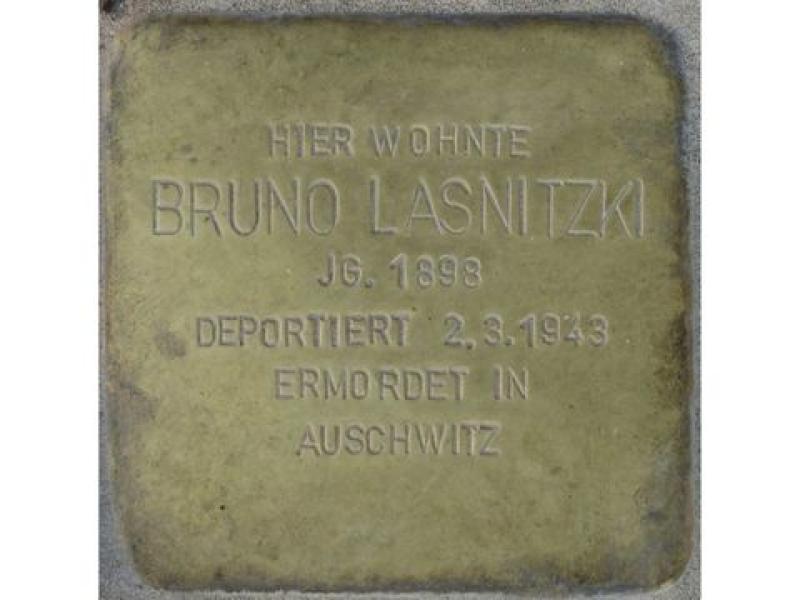 HIER WOHNTE
BRUNO LASNITZKI
JG. 1898
DEPORTIERT 2.3.1943
ERMORDET IN
AUSCHWITZ